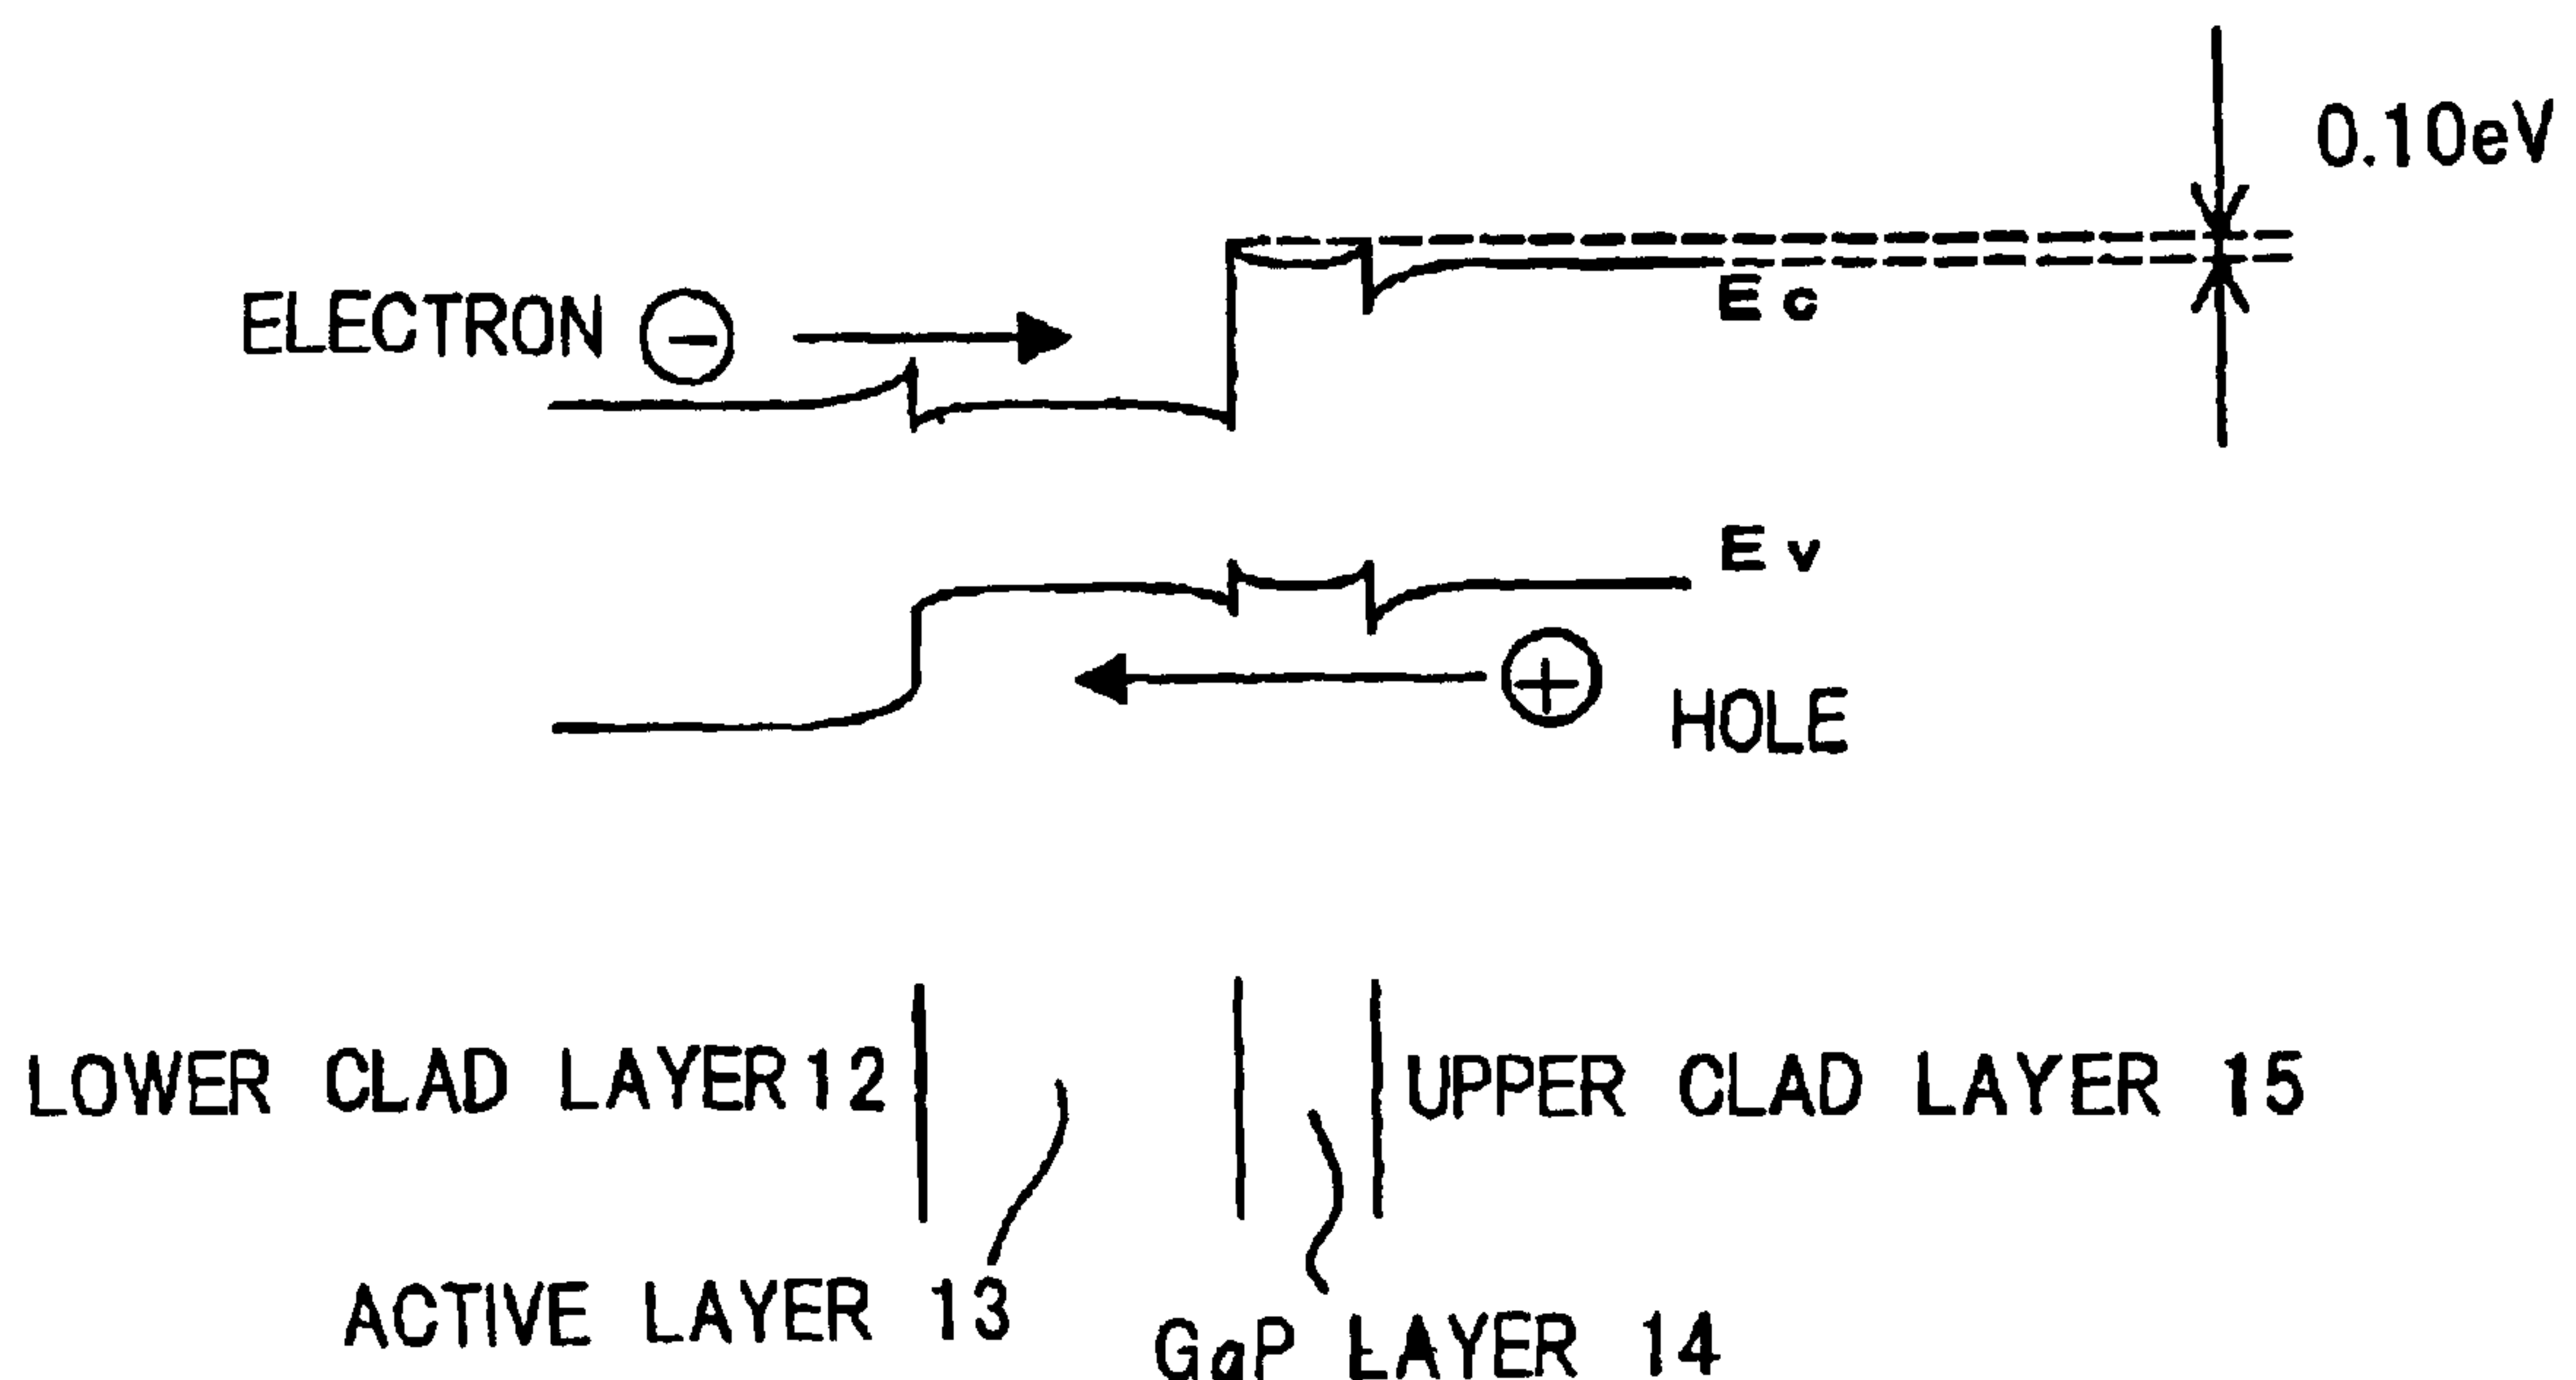 0.10eV
ELECTRON −
Ec
Ev
+
HOLE
LOWER CLAD LAYER 12
UPPER CLAD LAYER 15
ACTIVE LAYER 13
GaP LAYER 14